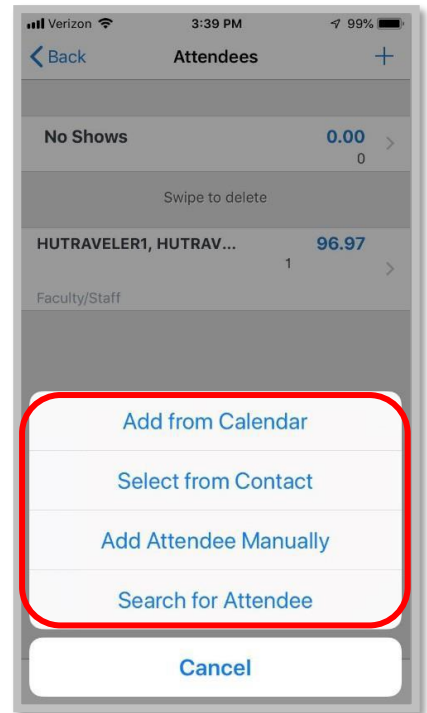 Verizon 3:39 PM 99%
Back Attendees +
No Shows 0.00
0
Swipe to delete
HUTRAVELER1, HUTRAV... 96.97
1
Faculty/Staff
Add from Calendar
Select from Contact
Add Attendee Manually
Search for Attendee
Cancel